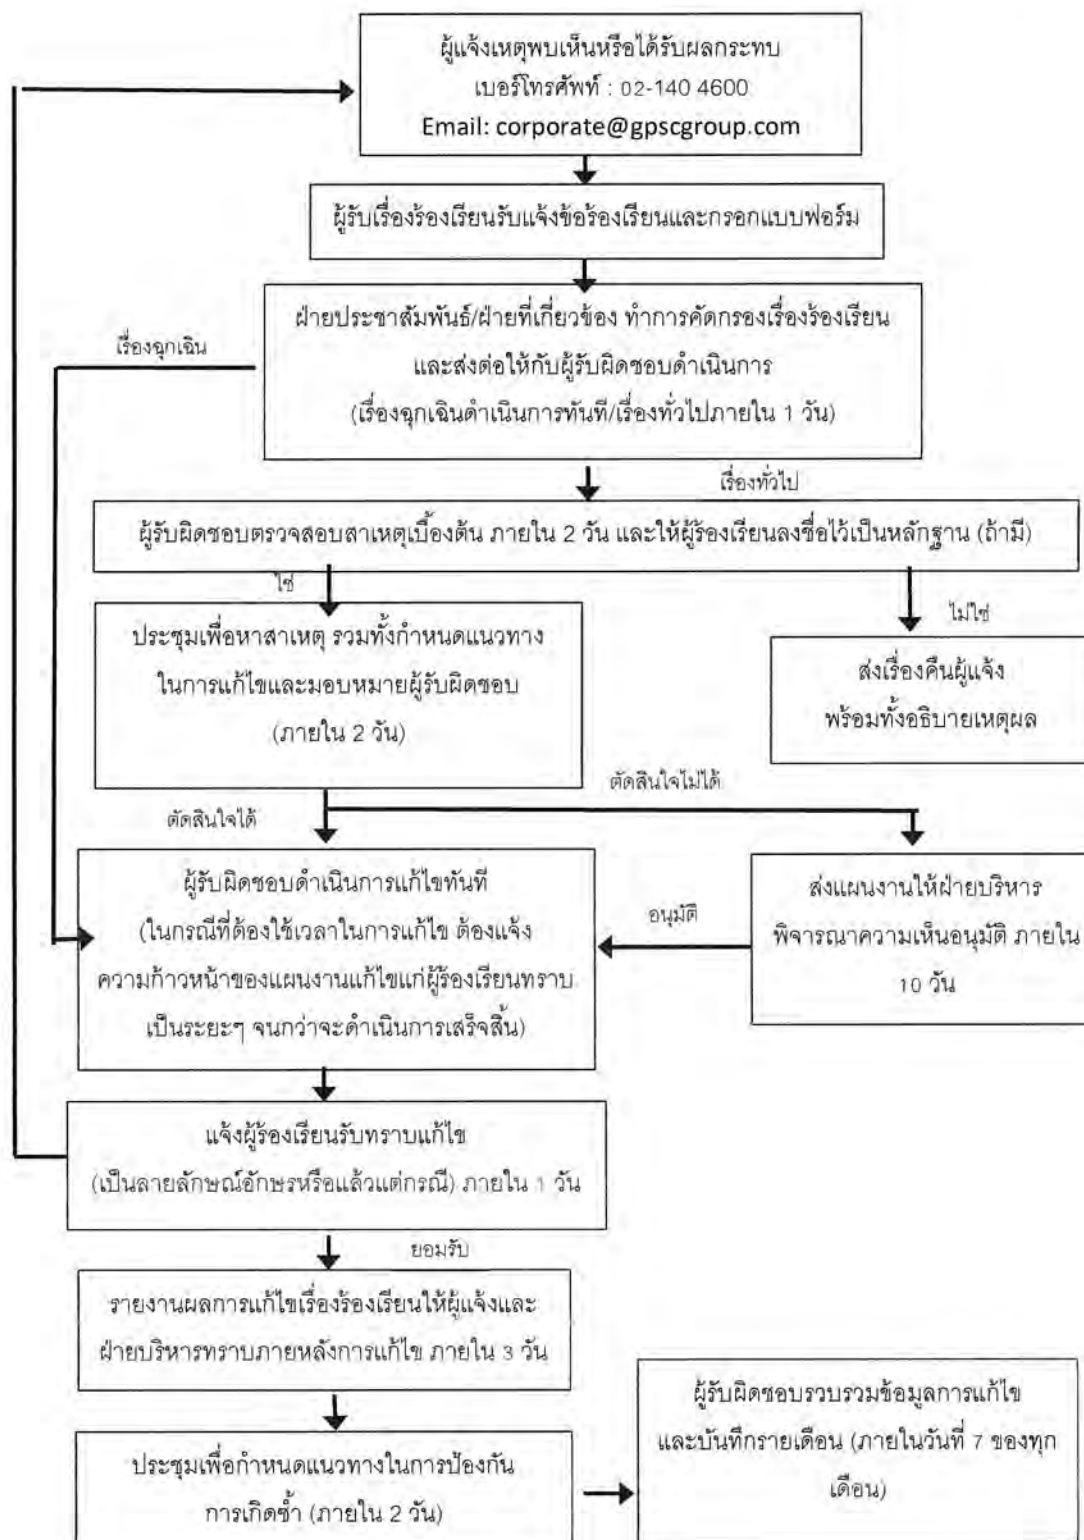 ผู้แจ้งเหตุพบเห็นหรือได้รับผลกระทบ
เบอร์โทรศัพท์ : 02-140 4600
Email: corporate@gpscgroup.com
ผู้รับเรื่องร้องเรียนรับแจ้งข้อร้องเรียนและกรอกแบบฟอร์ม
ฝ่ายประชาสัมพันธ์/ฝ่ายที่เกี่ยวข้อง ทำการคัดกรองเรื่องร้องเรียน
และส่งต่อให้กับผู้รับผิดชอบดำเนินการ
(เรื่องฉุกเฉินดำเนินการทันที/เรื่องทั่วไปภายใน 1 วัน)
เรื่องฉุกเฉิน
เรื่องทั่วไป
ผู้รับผิดชอบตรวจสอบสาเหตุเบื้องต้น ภายใน 2 วัน และให้ผู้ร้องเรียนลงชื่อไว้เป็นหลักฐาน (ถ้ามี)
ใช่
ไม่ใช่
ประชุมเพื่อหาสาเหตุ รวมทั้งกำหนดแนวทาง
ในการแก้ไขและมอบหมายผู้รับผิดชอบ
(ภายใน 2 วัน)
ส่งเรื่องคืนผู้แจ้ง
พร้อมทั้งอธิบายเหตุผล
ตัดสินใจไม่ได้
ตัดสินใจได้
ผู้รับผิดชอบดำเนินการแก้ไขทันที
(ในกรณีที่ต้องใช้เวลาในการแก้ไข ต้องแจ้ง
ความก้าวหน้าของแผนงานแก้ไขแก่ผู้ร้องเรียนทราบ
เป็นระยะๆ จนกว่าจะดำเนินการเสร็จสิ้น)
อนุมัติ
ส่งแผนงานให้ฝ่ายบริหาร
พิจารณาความเห็นอนุมัติ ภายใน
10 วัน
แจ้งผู้ร้องเรียนรับทราบแก้ไข
(เป็นลายลักษณ์อักษรหรือแล้วแต่กรณี) ภายใน 1 วัน
ยอมรับ
รายงานผลการแก้ไขเรื่องร้องเรียนให้ผู้แจ้งและ
ฝ่ายบริหารทราบภายหลังการแก้ไข ภายใน 3 วัน
ประชุมเพื่อกำหนดแนวทางในการป้องกัน
การเกิดซ้ำ (ภายใน 2 วัน)
ผู้รับผิดชอบรวบรวมข้อมูลการแก้ไข
และบันทึกรายเดือน (ภายในวันที่ 7 ของทุก
เดือน)